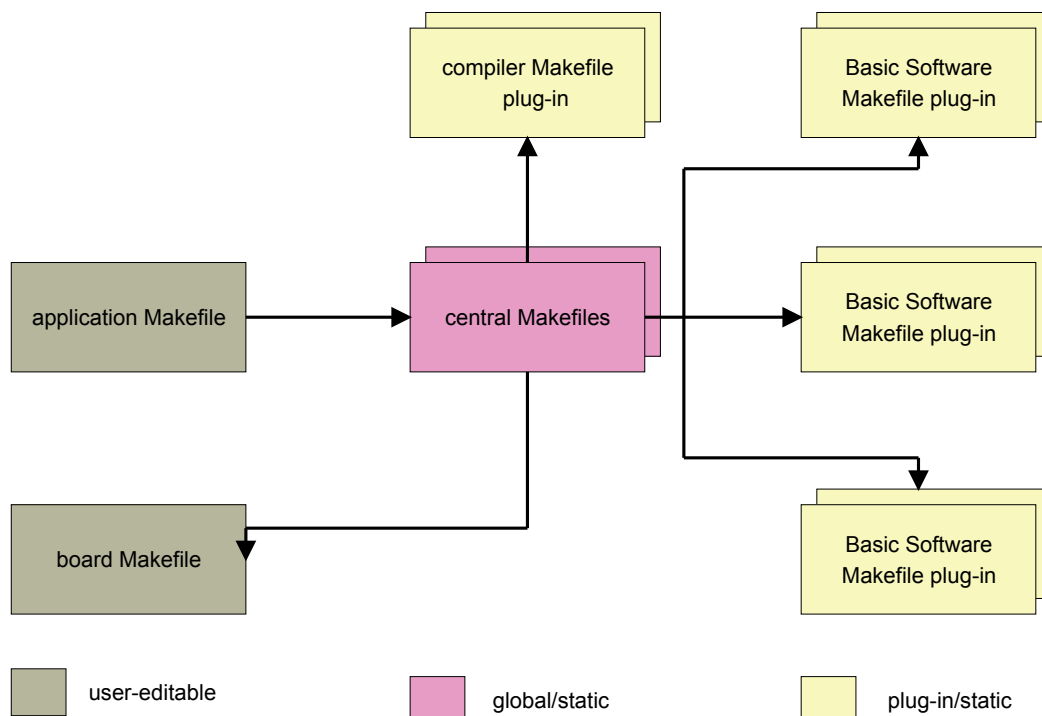 compiler Makefile
plug-in
Basic Software
Makefile plug-in
application Makefile
central Makefiles
Basic Software
Makefile plug-in
board Makefile
Basic Software
Makefile plug-in
user-editable
global/static
plug-in/static